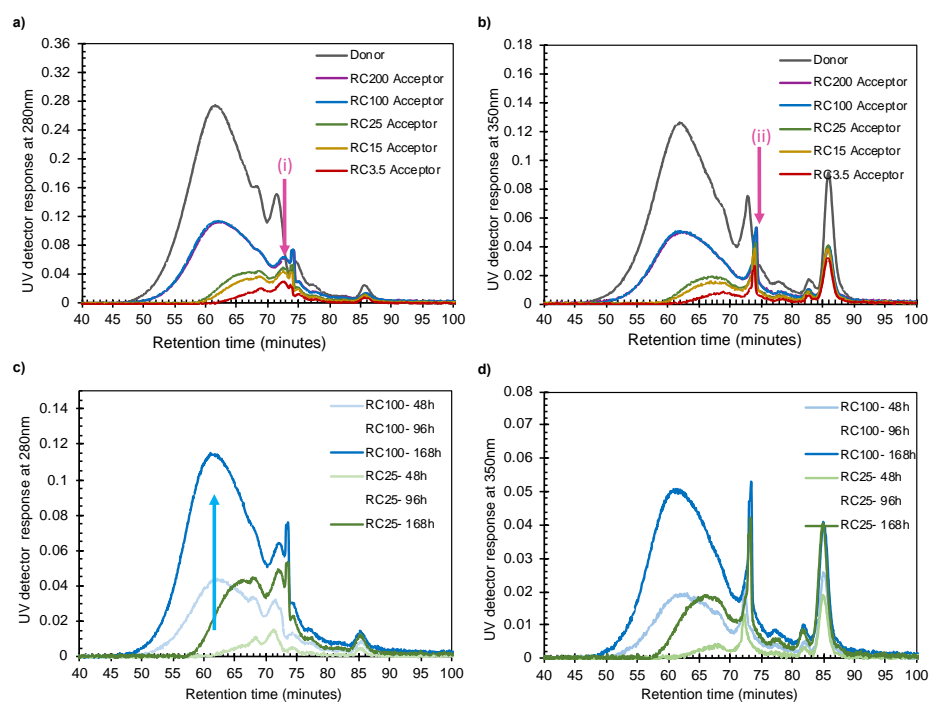 a)
UV detector response at 280nm
0.36
0.32
0.28
0.24
0.2
0.16
0.12
0.08
0.04
0
Donor
RC200 Acceptor
RC100 Acceptor
RC25 Acceptor
RC15 Acceptor
RC3.5 Acceptor
(i)
40 45 50 55 60 65 70 75 80 85 90 95 100
Retention time (minutes)
b)
UV detector response at 350nm
0.18
0.16
0.14
0.12
0.1
0.08
0.06
0.04
0.02
0
Donor
RC200 Acceptor
RC100 Acceptor
RC25 Acceptor
RC15 Acceptor
RC3.5 Acceptor
(ii)
40 45 50 55 60 65 70 75 80 85 90 95 100
Retention time (minutes)
c)
UV detector response at 280nm
0.14
0.12
0.1
0.08
0.06
0.04
0.02
0
RC100- 48h
RC100- 96h
RC100- 168h
RC25- 48h
RC25- 96h
RC25- 168h
40 45 50 55 60 65 70 75 80 85 90 95 100
Retention time (minutes)
d)
UV detector response at 350nm
0.08
0.07
0.06
0.05
0.04
0.03
0.02
0.01
0
RC100- 48h
RC100- 96h
RC100- 168h
RC25- 48h
RC25- 96h
RC25- 168h
40 45 50 55 60 65 70 75 80 85 90 95 100
Retention time (minutes)